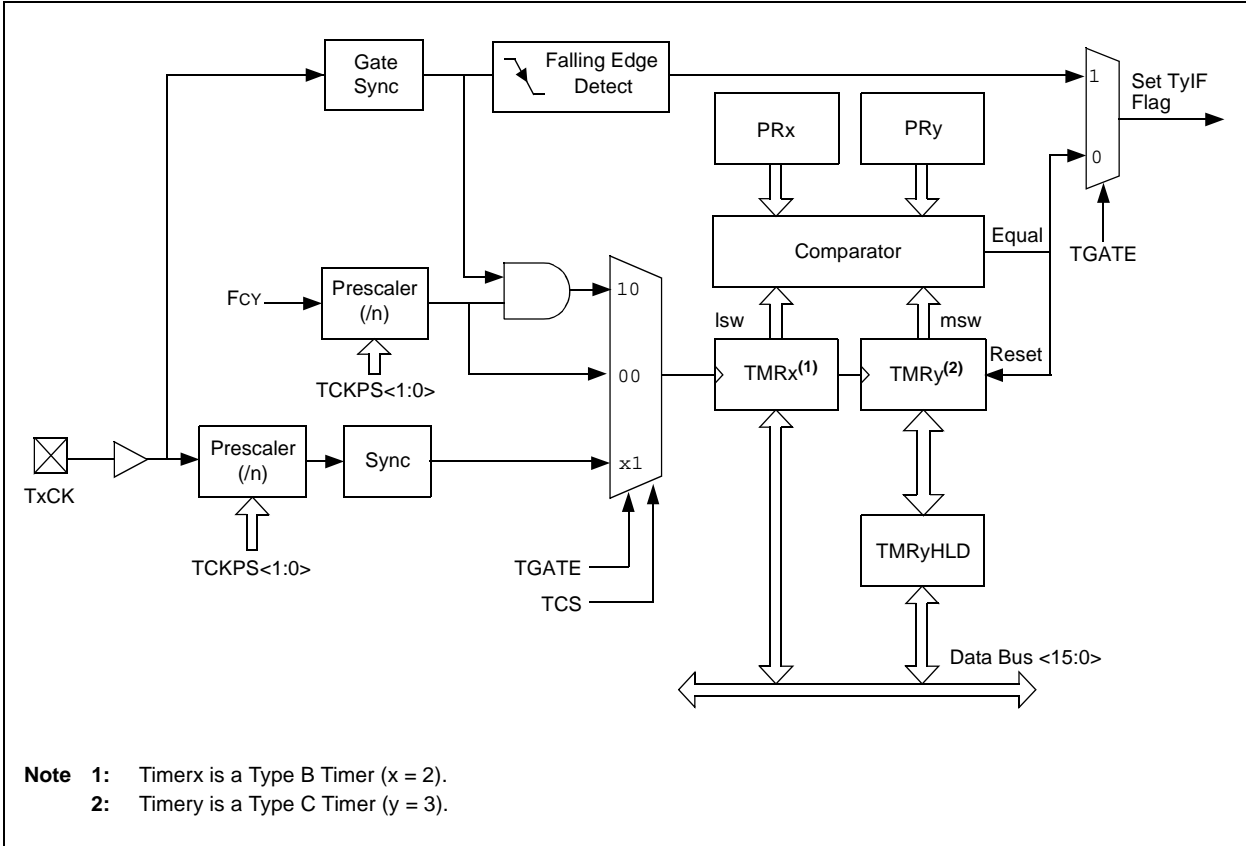 Gate
Sync
Falling Edge
Detect
1
Set TyIF
Flag
PRx
PRy
0
Comparator
Equal
TGATE
FCY
Prescaler
(/n)
10
lsw
msw
TCKPS<1:0>
00
TMRx(1)
TMRy(2)
Reset
TxCK
Prescaler
(/n)
Sync
x1
TCKPS<1:0>
TGATE
TCS
TMRyHLD
Data Bus <15:0>
Note 1: Timerx is a Type B Timer (x = 2).
2: Timery is a Type C Timer (y = 3).